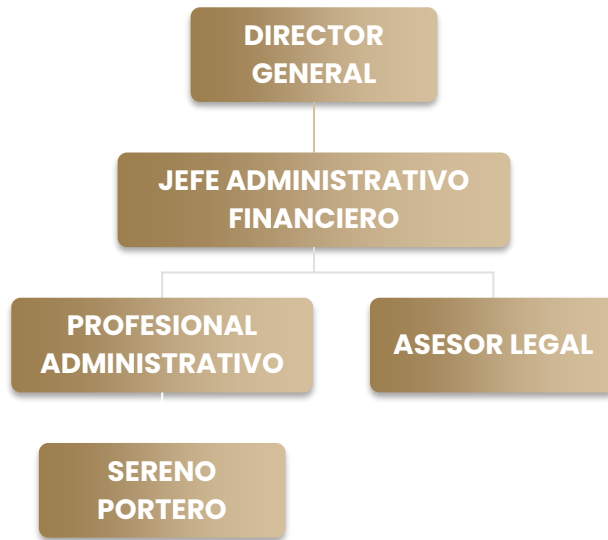 DIRECTOR
GENERAL
JEFE ADMINISTRATIVO
FINANCIERO
PROFESIONAL
ADMINISTRATIVO
ASESOR LEGAL
SERENO
PORTERO